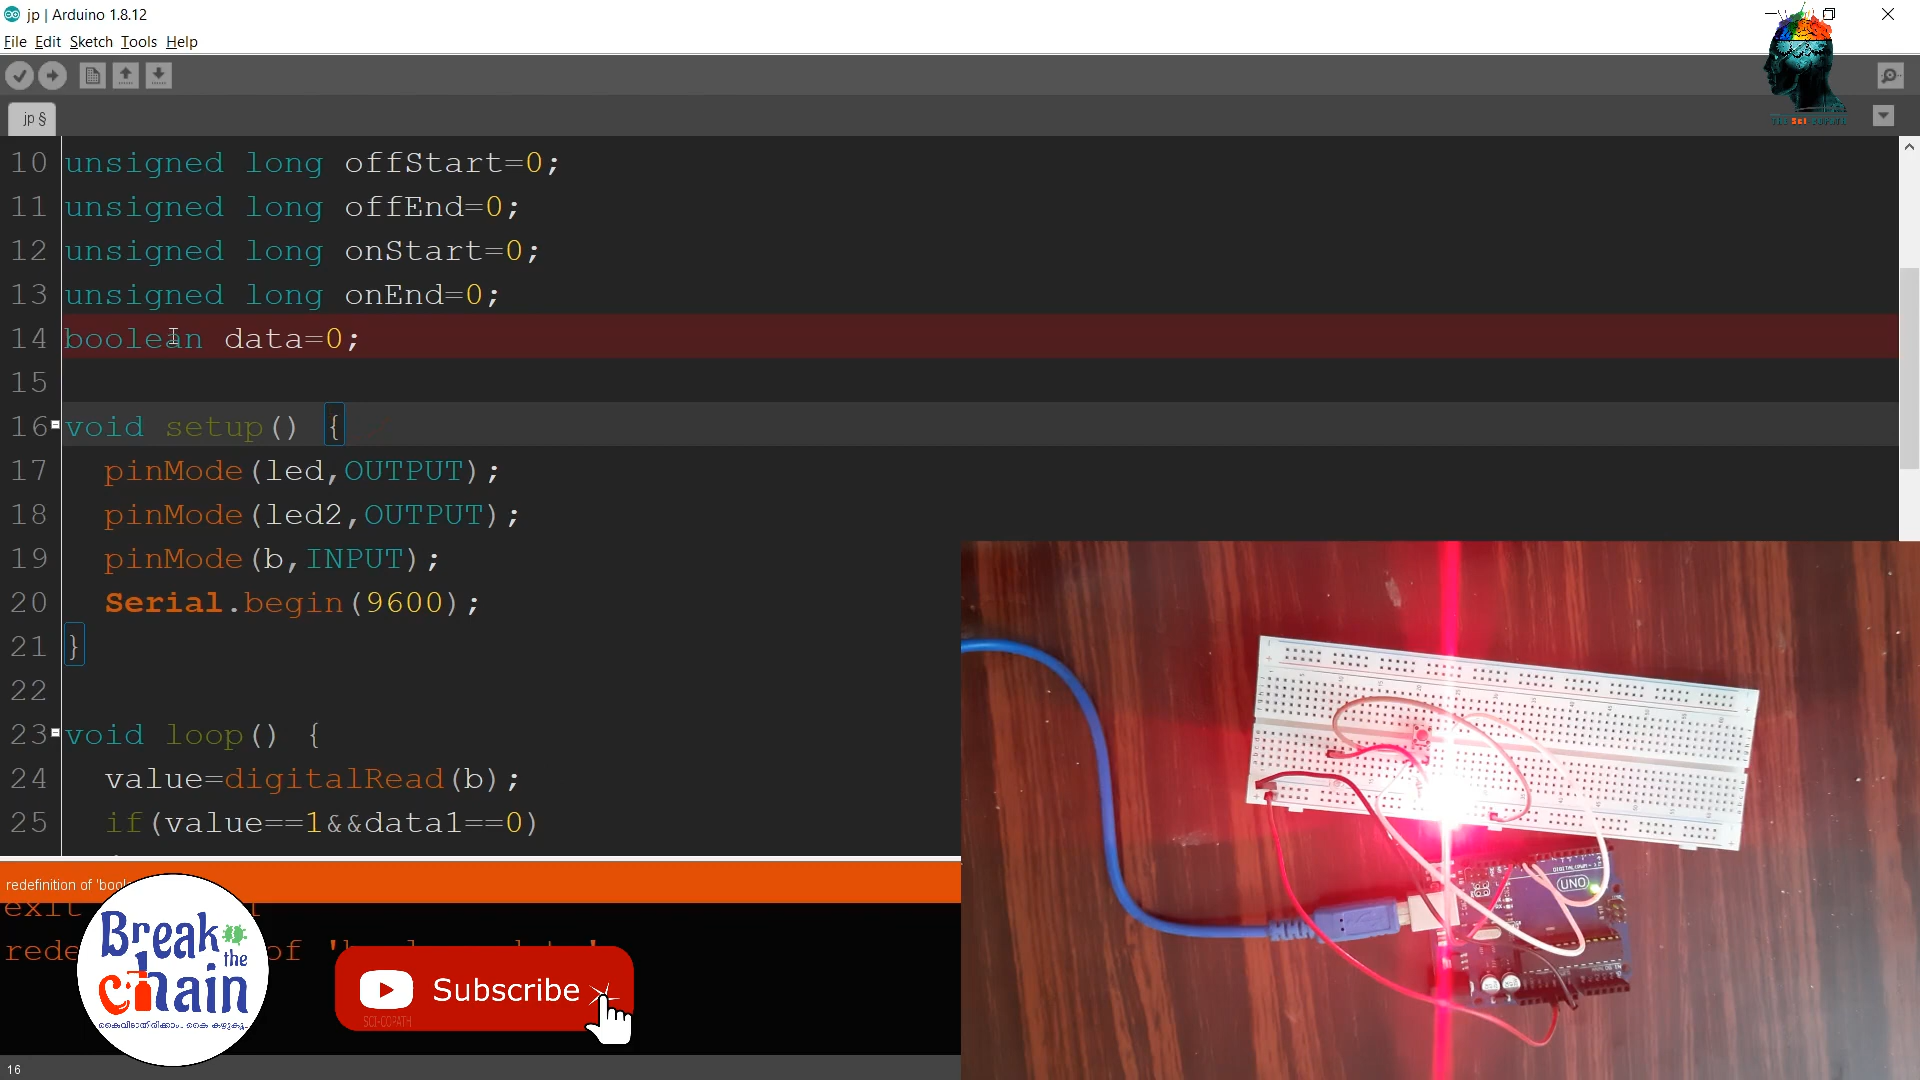 jp | Arduino 1.8.12
File Edit Sketch Tools Help
jp §
10 unsigned long offStart=0;
11 unsigned long offEnd=0;
12 unsigned long onStart=0;
13 unsigned long onEnd=0;
14 boolean data=0;
15
16 void setup() {
17 pinMode(led,OUTPUT);
18 pinMode(led2,OUTPUT);
19 pinMode(b,INPUT);
20 Serial.begin(9600);
21 }
22
23 void loop() {
24 value=digitalRead(b);
25 if(value==1&&data1==0)
redefinition of
of
Break
the
chain
Subscribe
SCI-COPATH
UNO
16